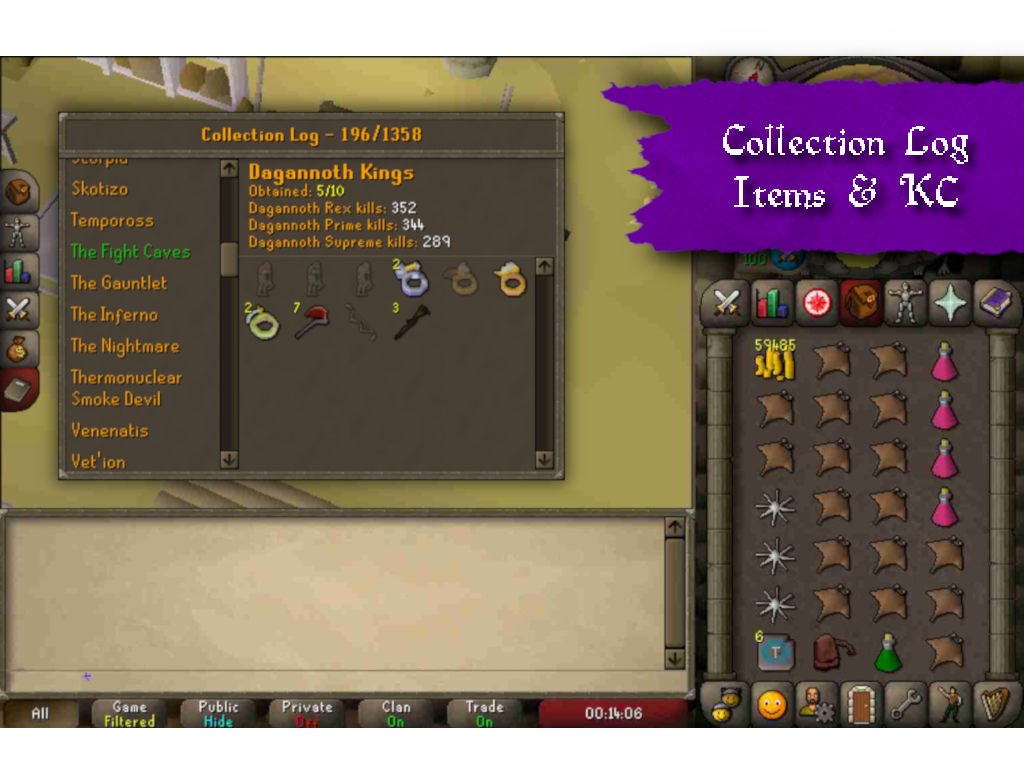 Collection Log
Items & KC
Collection Log - 196/1358
Scorpia
Skotizo
Tempoross
The Fight Caves
The Gauntlet
The Inferno
The Nightmare
Thermonuclear
Smoke Devil
Venenatis
Vet'ion
Dagannoth Kings
Obtained: 5/10
Dagannoth Rex kills: 352
Dagannoth Prime kills: 344
Dagannoth Supreme kills: 289
2
2
7
3
100
59485
6
T
All
Game
Filtered
Public
Hide
Private
Off
Clan
On
Trade
On
00:14:06